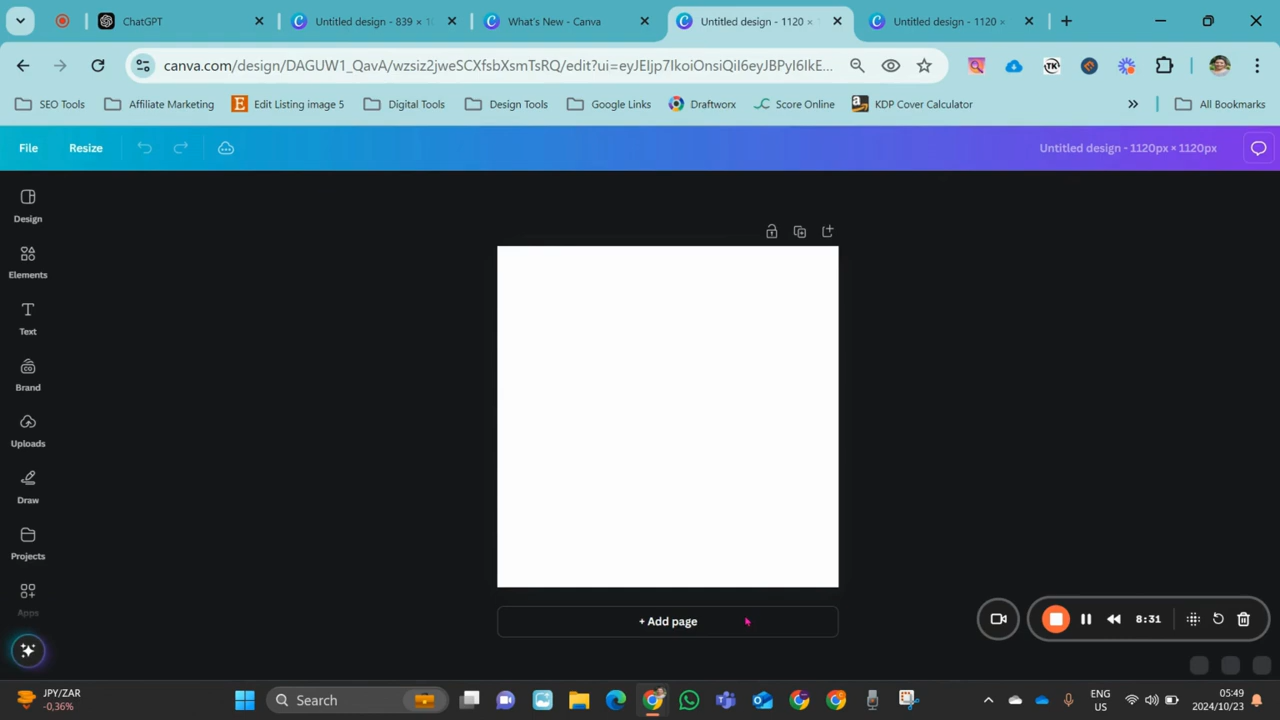 ChatGPT
Untitled design - 839 × 1
What's New - Canva
Untitled design - 1120 ×
Untitled design - 1120 ×
canva.com/design/DAGUW1_QavA/wzsiz2jweSCXfsbXsmTsRQ/edit?ui=eyJEIjp7IkoiOnsiQiI6eyJBPyI6IkE...
SEO Tools
Affiliate Marketing
Edit Listing image 5
Digital Tools
Design Tools
Google Links
Draftworx
Score Online
KDP Cover Calculator
All Bookmarks
File
Resize
Untitled design - 1120px × 1120px
Design
Elements
Text
Brand
Uploads
Draw
Projects
Apps
+ Add page
8:31
JPY/ZAR
-0,36%
Search
ENG
US
05:49
2024/10/23